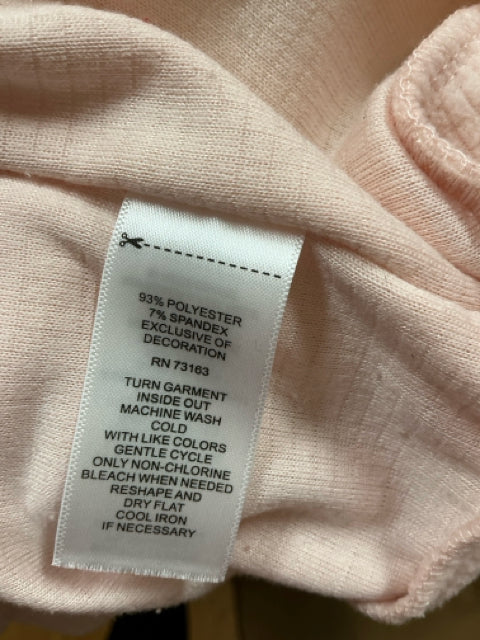 93% POLYESTER
7% SPANDEX
EXCLUSIVE OF
DECORATION
RN 73163
TURN GARMENT
INSIDE OUT
MACHINE WASH
COLD
WITH LIKE COLORS
GENTLE CYCLE
ONLY NON-CHLORINE
BLEACH WHEN NEEDED
RESHAPE AND
DRY FLAT
COOL IRON
IF NECESSARY